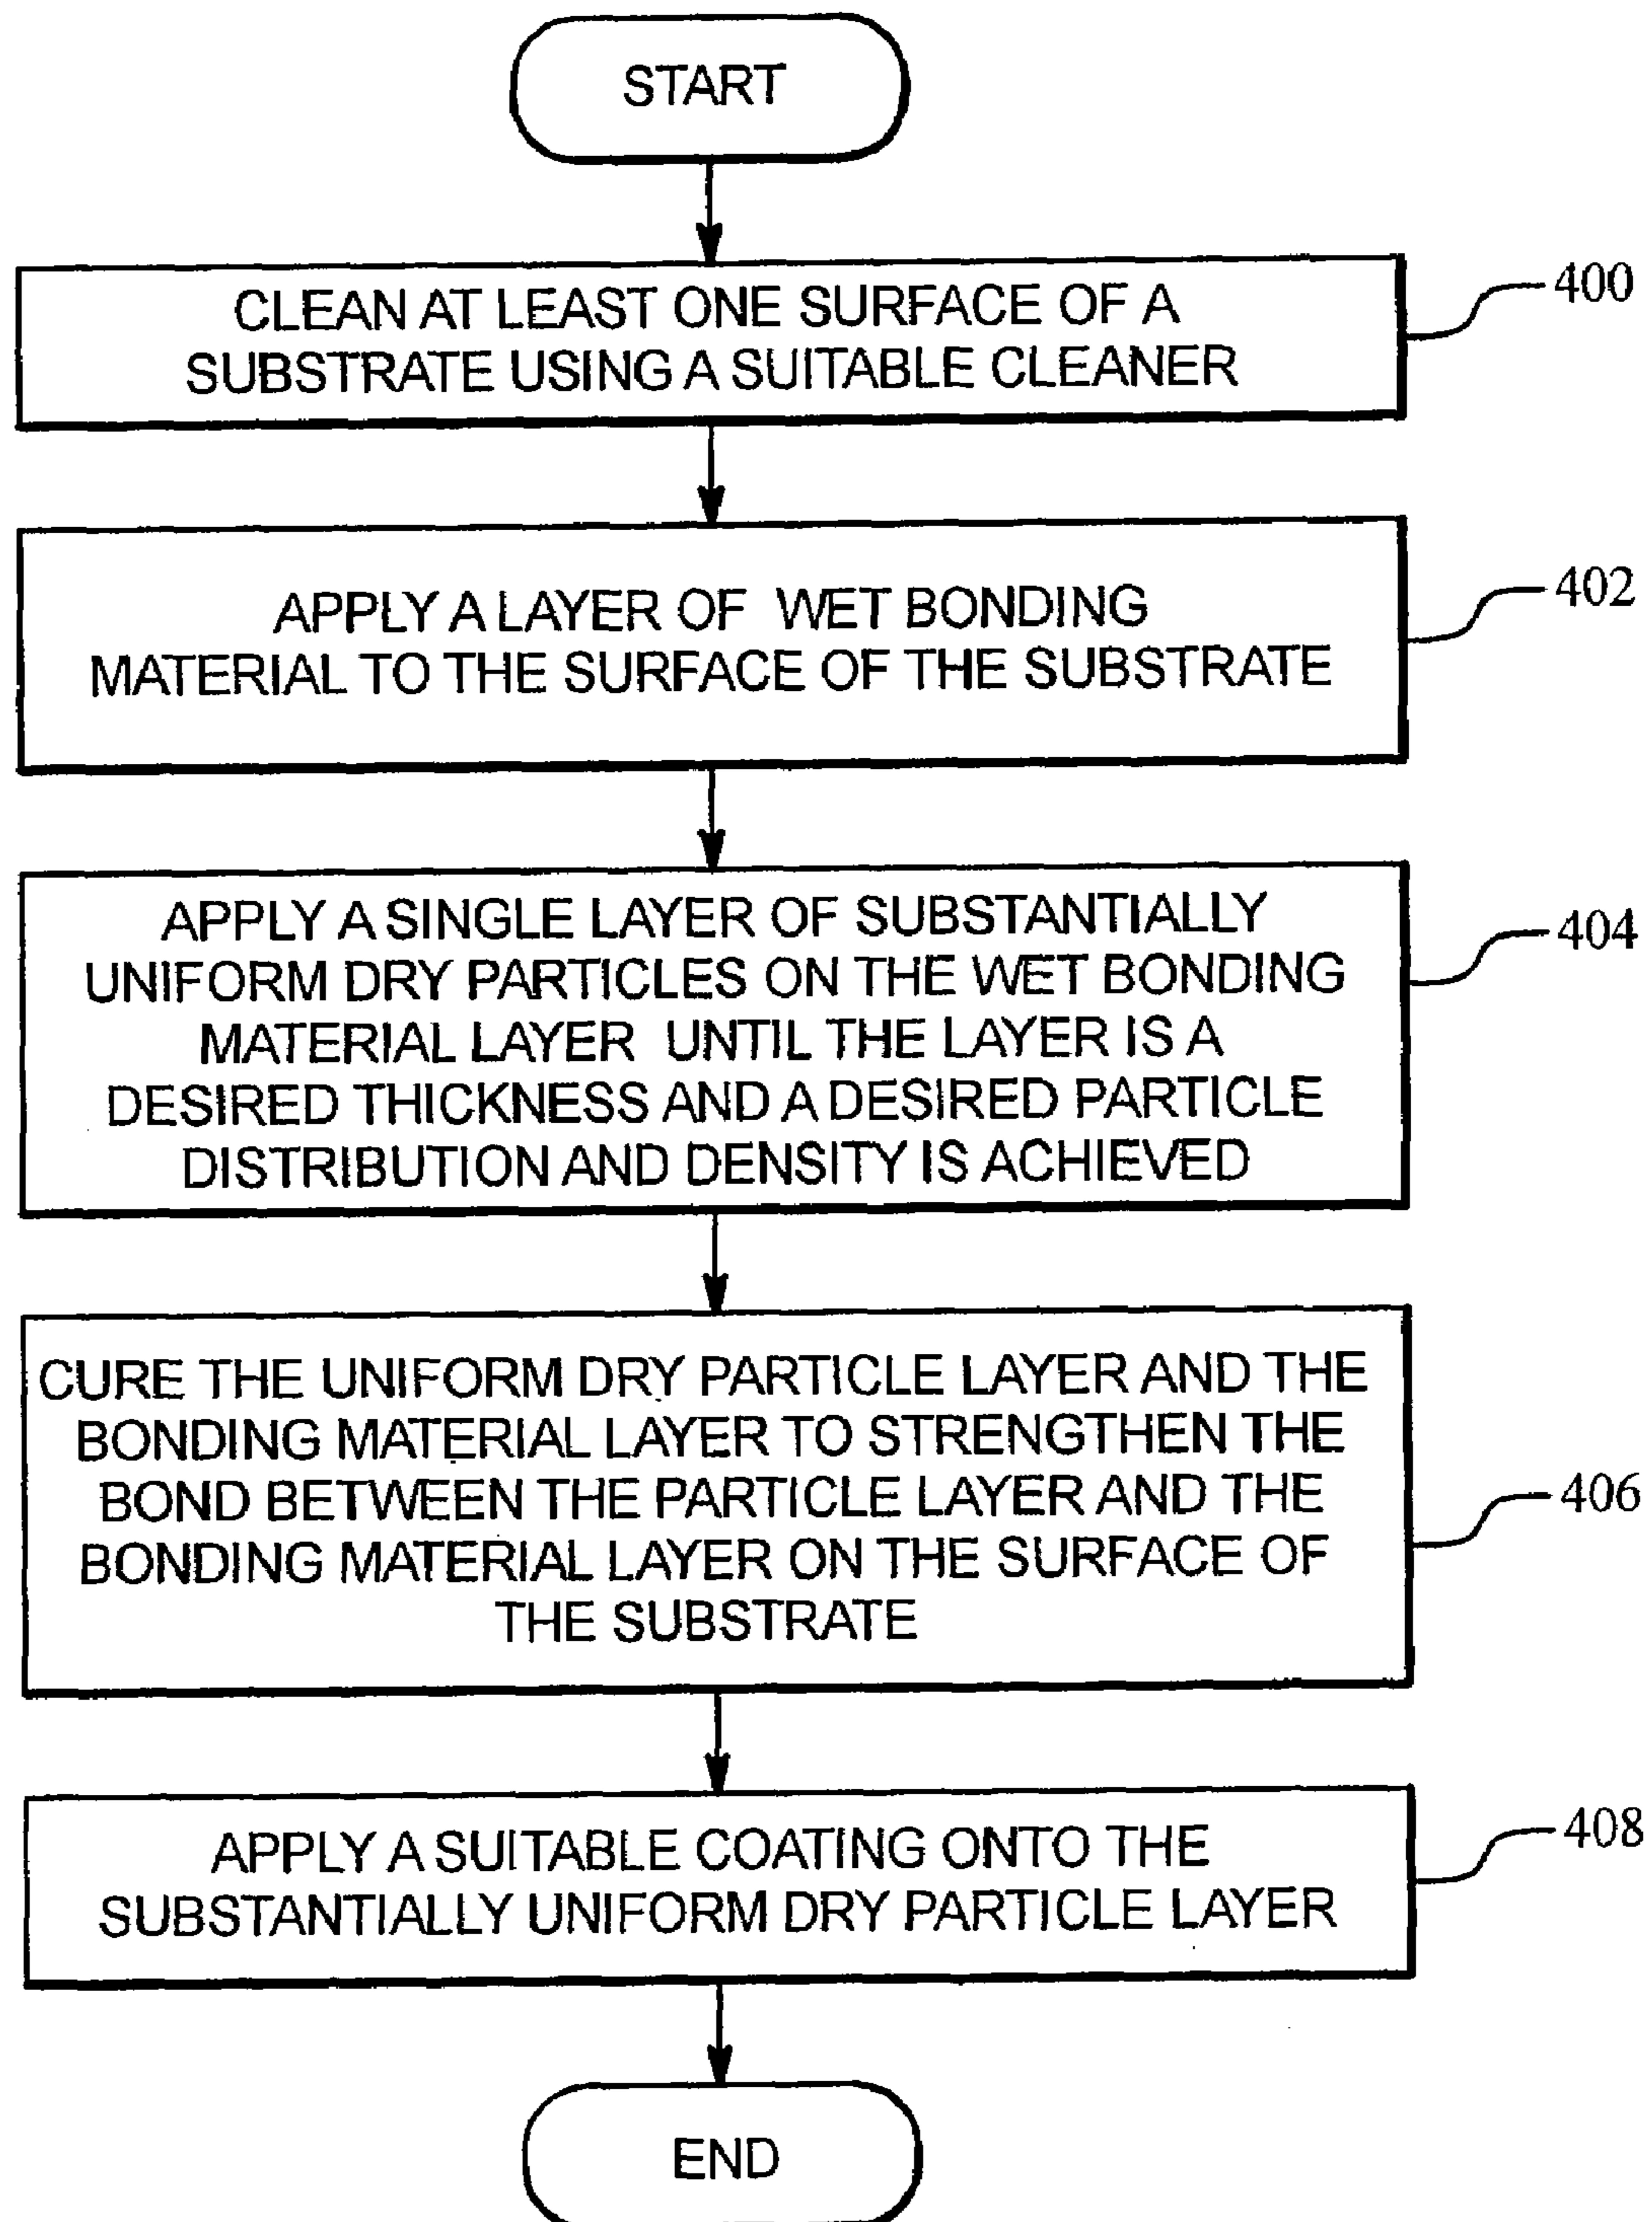 START
CLEAN AT LEAST ONE SURFACE OF A
SUBSTRATE USING A SUITABLE CLEANER
400
APPLY A LAYER OF WET BONDING
MATERIAL TO THE SURFACE OF THE SUBSTRATE
402
APPLY A SINGLE LAYER OF SUBSTANTIALLY
UNIFORM DRY PARTICLES ON THE WET BONDING
MATERIAL LAYER UNTIL THE LAYER IS A
DESIRED THICKNESS AND A DESIRED PARTICLE
DISTRIBUTION AND DENSITY IS ACHIEVED
404
CURE THE UNIFORM DRY PARTICLE LAYER AND THE
BONDING MATERIAL LAYER TO STRENGTHEN THE
BOND BETWEEN THE PARTICLE LAYER AND THE
BONDING MATERIAL LAYER ON THE SURFACE OF
THE SUBSTRATE
406
APPLY A SUITABLE COATING ONTO THE
SUBSTANTIALLY UNIFORM DRY PARTICLE LAYER
408
END